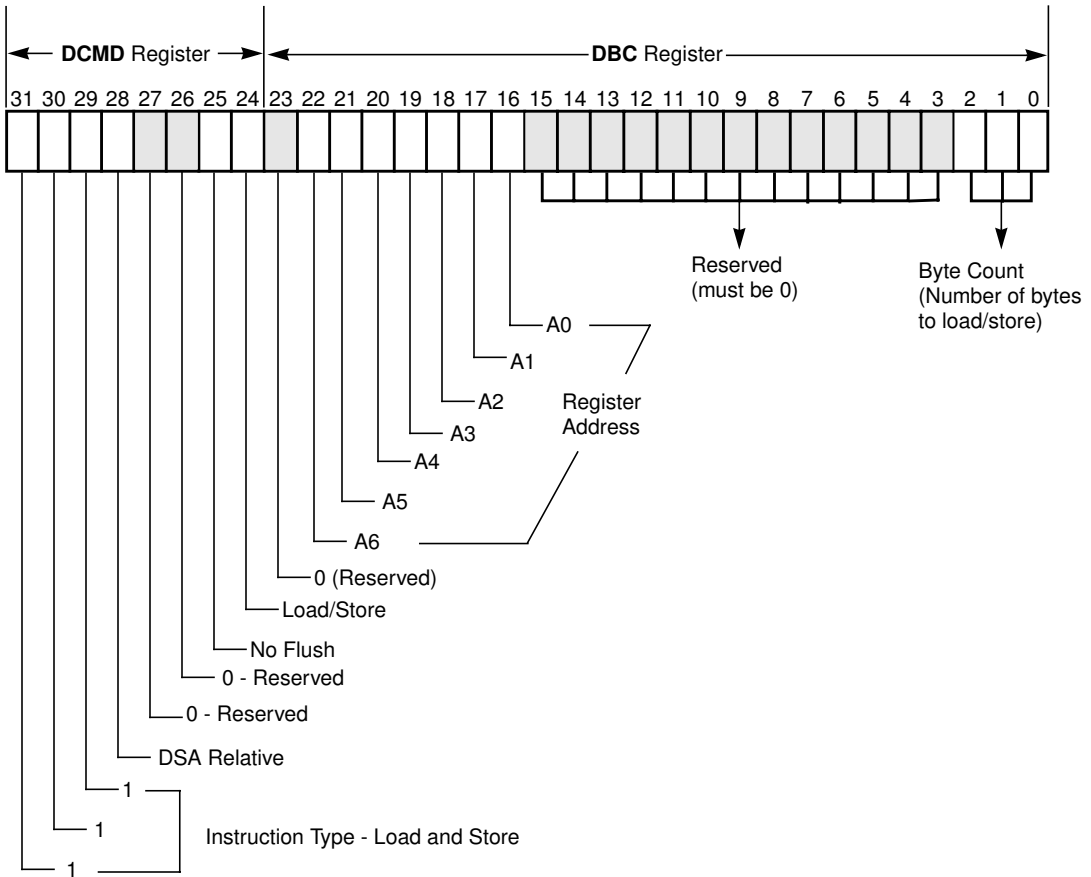 DCMD Register
DBC Register
31 30 29 28 27 26 25 24 23 22 21 20 19 18 17 16 15 14 13 12 11 10 9 8 7 6 5 4 3 2 1 0
Reserved
(must be 0)
Byte Count
(Number of bytes
to load/store)
A0
A1
A2
A3
A4
A5
A6
Register
Address
0 (Reserved)
Load/Store
No Flush
0 - Reserved
0 - Reserved
DSA Relative
1
1
1
Instruction Type - Load and Store